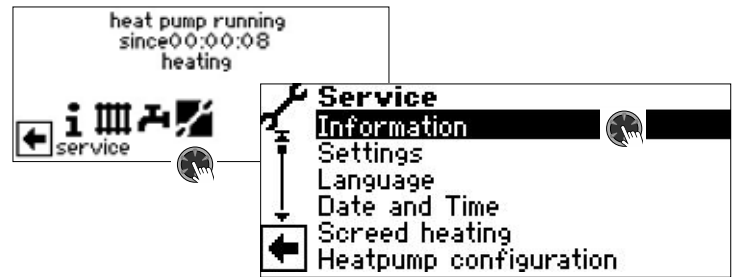 heat pump running
since00:00:08
heating
service
Service
Information
Settings
Language
Date and Time
Screed heating
Heatpump configuration